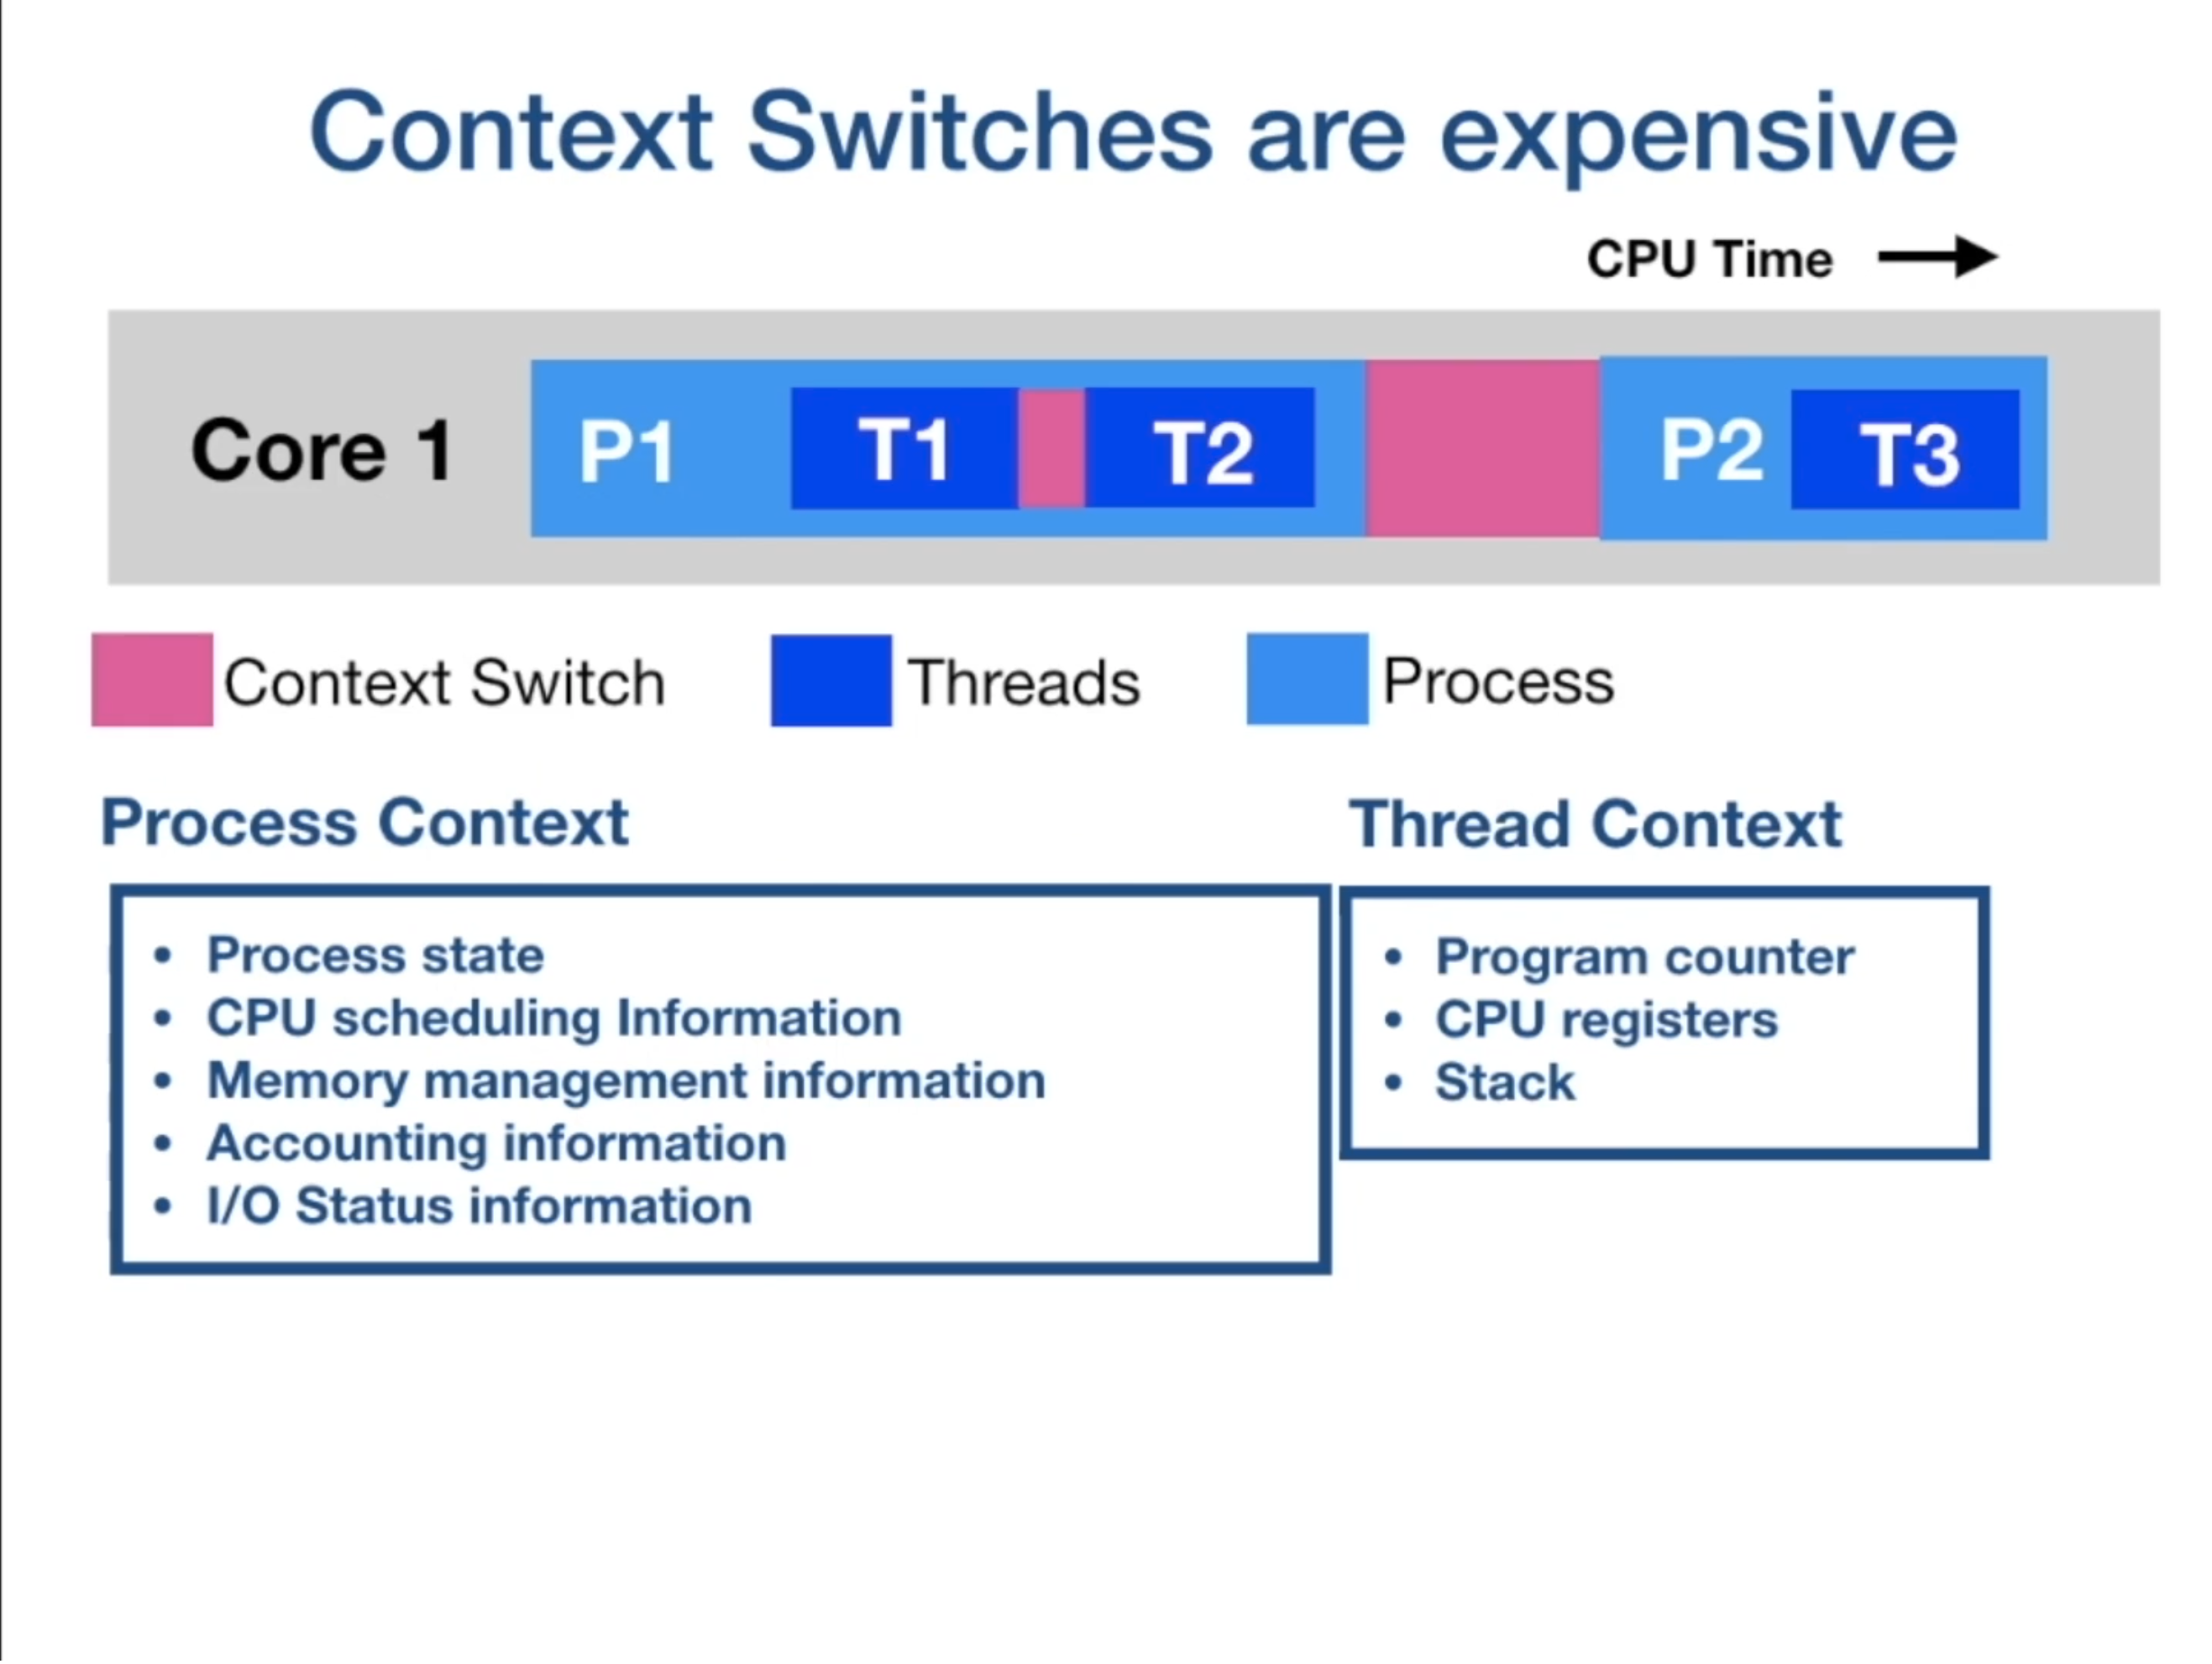 Context Switches are expensive
CPU Time
Core 1
P1
T1
T2
P2
T3
Context Switch
Threads
Process
Process Context
• Process state
• CPU scheduling Information
• Memory management information
• Accounting information
• I/O Status information
Thread Context
• Program counter
• CPU registers
• Stack